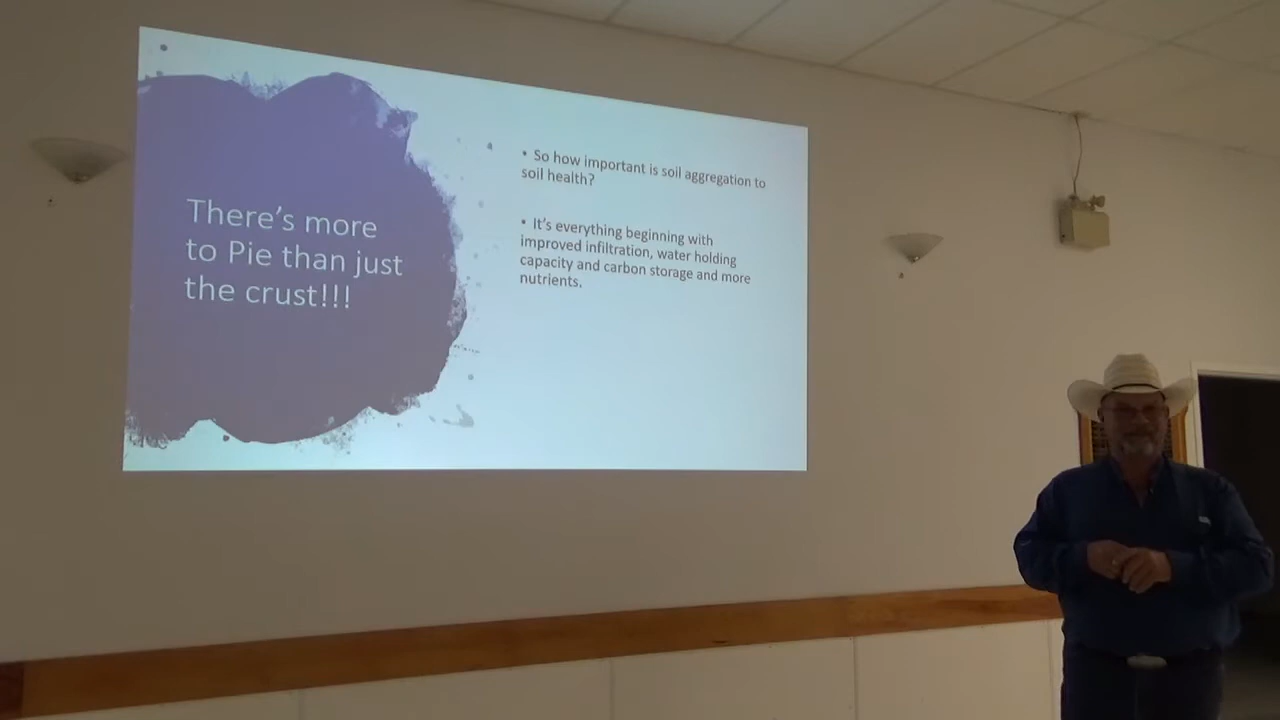 There's more
to Pie than just
the crust!!!
• So how important is soil aggregation to
soil health?
• It's everything beginning with
improved infiltration, water holding
capacity and carbon storage and more
nutrients.